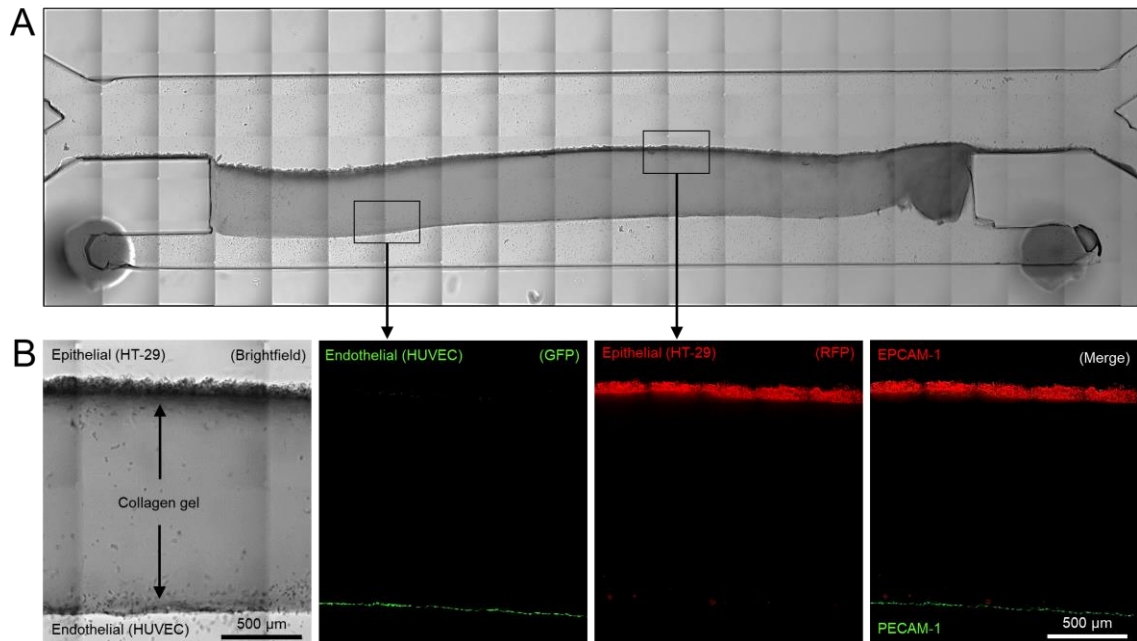 A
B
Epithelial (HT-29) (Brightfield)
Collagen gel
Endothelial (HUVEC)
500 µm
Endothelial (HUVEC) (GFP)
Epithelial (HT-29) (RFP)
EPCAM-1 (Merge)
PECAM-1
500 µm